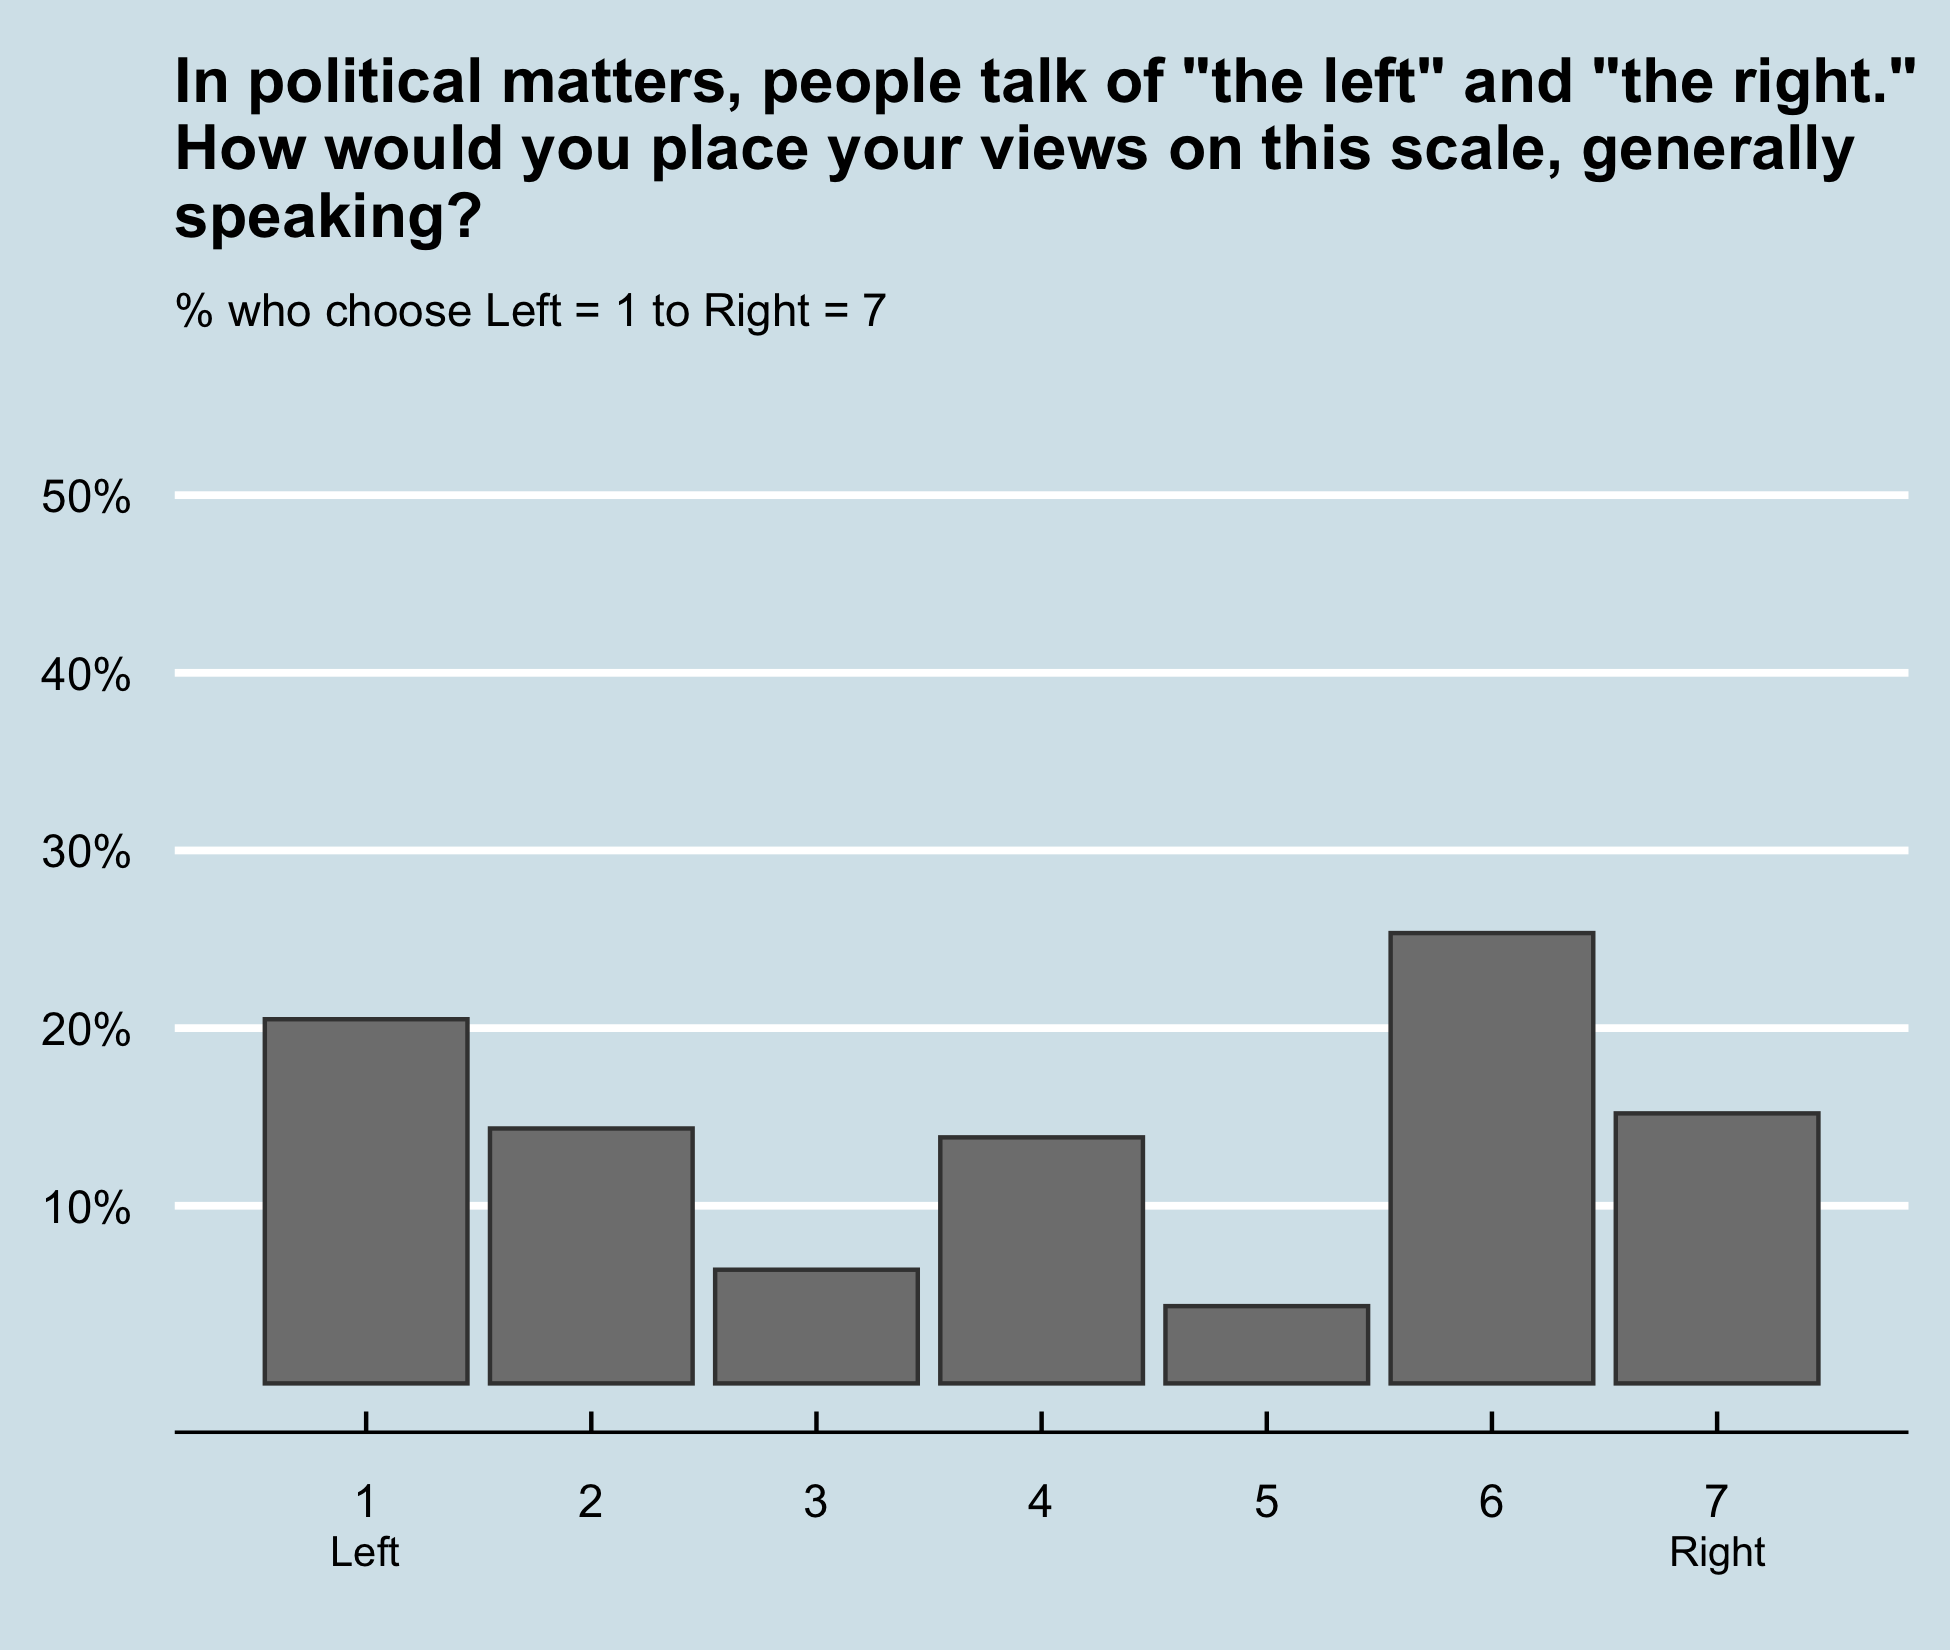 In political matters, people talk of "the left" and "the right."
How would you place your views on this scale, generally
speaking?
% who choose Left = 1 to Right = 7
50%
40%
30%
20%
10%
1 2 3 4 5 6 7
Left Right